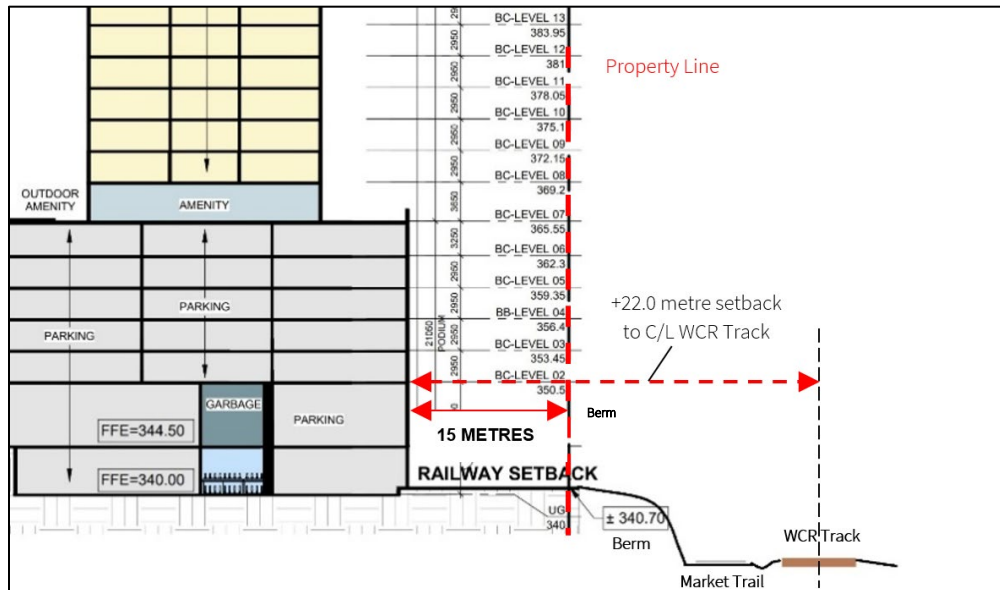 BC-LEVEL 13
383.95
BC-LEVEL 12
381
Property Line
BC-LEVEL 11
378.05
BC-LEVEL 10
375.1
BC-LEVEL 09
372.15
BC-LEVEL 08
369.2
BC-LEVEL 07
365.55
BC-LEVEL 06
362.3
BC-LEVEL 05
359.35
BB-LEVEL 04
356.4
BC-LEVEL 03
353.45
BC-LEVEL 02
350.5
2950
2950
2950
2950
2950
3650
3250
2950
2950
2950
2950
21050
PODIUM
OUTDOOR
AMENITY
AMENITY
PARKING
PARKING
PARKING
GARBAGE
FFE=344.50
FFE=340.00
+22.0 metre setback
to C/L WCR Track
Berm
15 METRES
RAILWAY SETBACK
UG
340
± 340.70
Berm
WCR Track
Market Trail